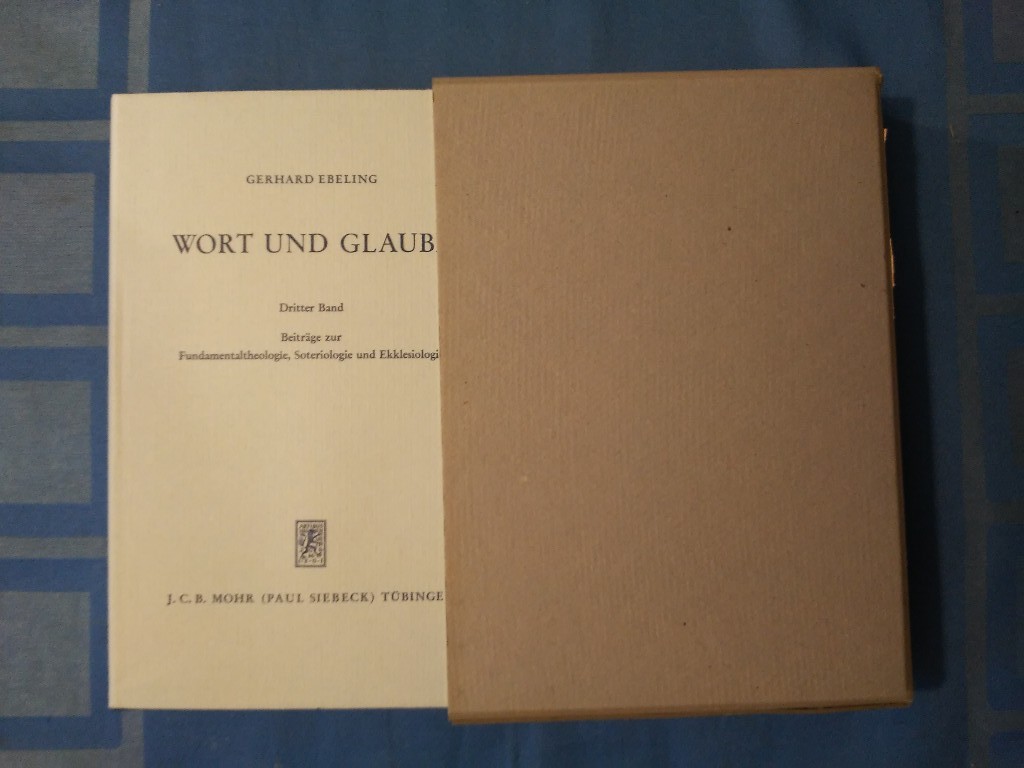 GERHARD EBELING
WORT UND GLAUB
Dritter Band
Beiträge zur
Fundamentaltheologie, Soteriologie und Ekklesiologi
J. C. B. MOHR (PAUL SIEBECK) TÜBINGE